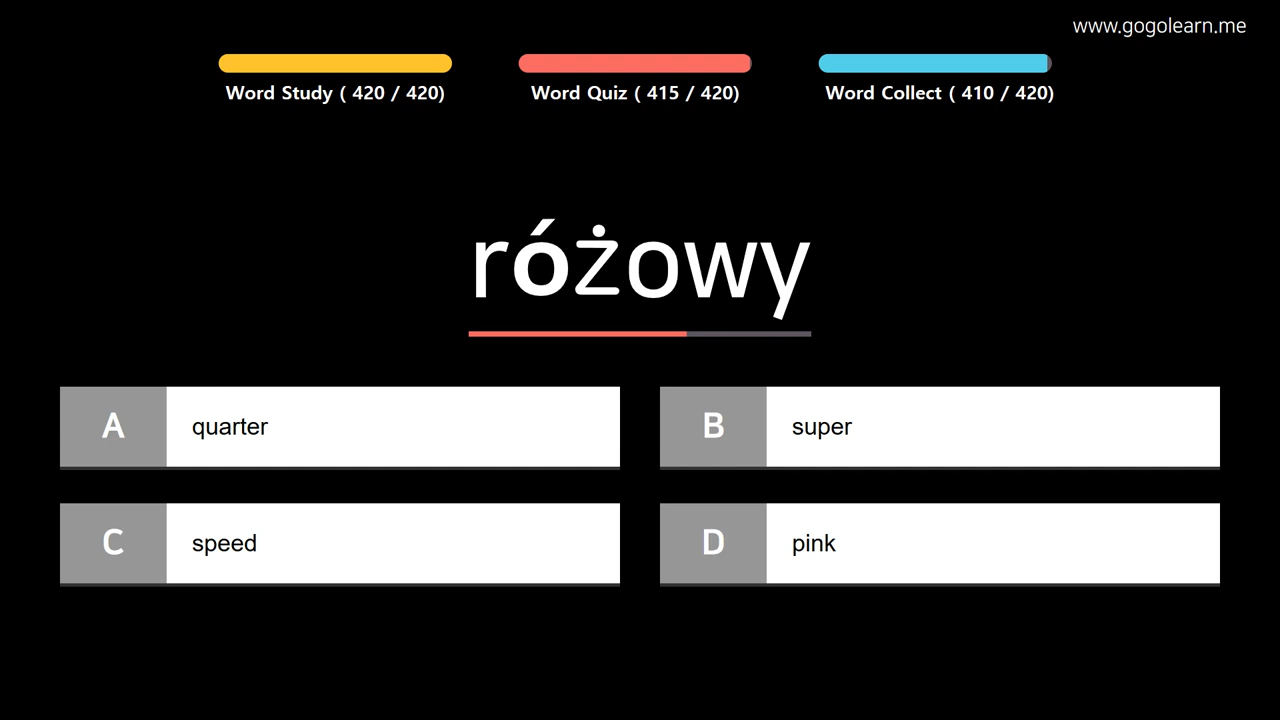 www.gogolearn.me
Word Study ( 420 / 420)
Word Quiz ( 415 / 420)
Word Collect ( 410 / 420)
różowy
A quarter
B super
C speed
D pink